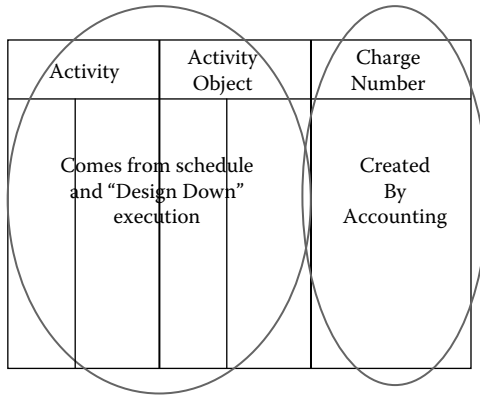 Activity
Activity
Object
Charge
Number
Comes from schedule
and “Design Down”
execution
Created
By
Accounting